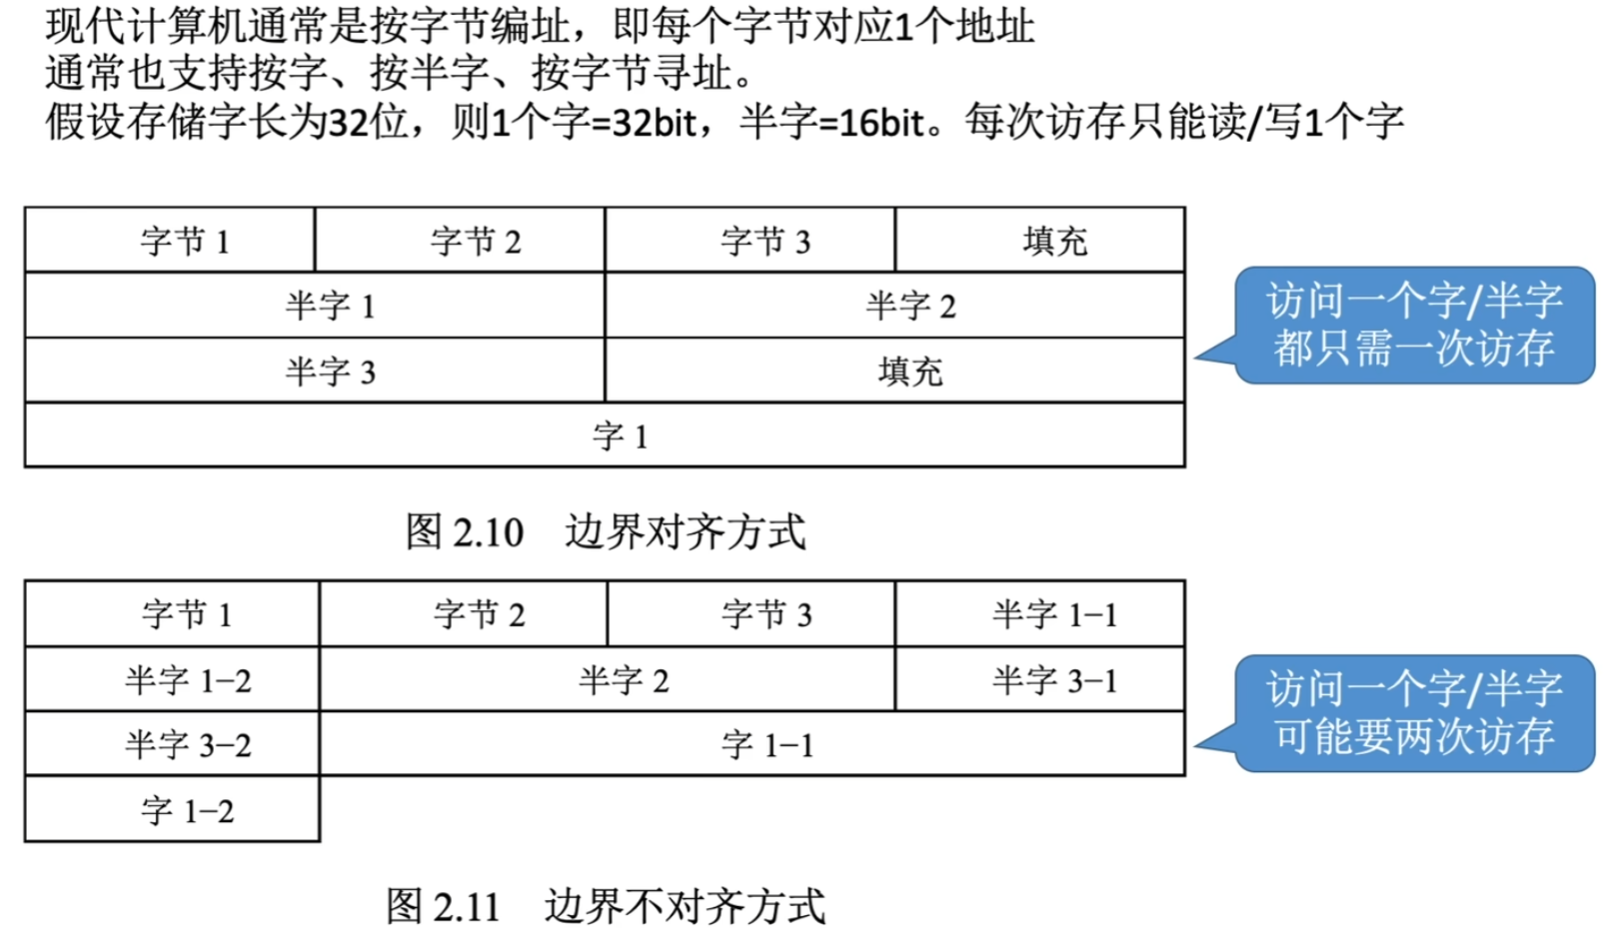 现代计算机通常是按字节编址，即每个字节对应1个地址
通常也支持按字、按半字、按字节寻址。
假设存储字长为32位，则1个字=32bit，半字=16bit。每次访存只能读/写1个字
字节 1 字节 2 字节 3 填充
半字 1 半字 2
半字 3 填充
字 1
访问一个字/半字
都只需一次访存
图 2.10 边界对齐方式
字节 1 字节 2 字节 3 半字 1−1
半字 1−2 半字 2 半字 3−1
半字 3−2 字 1−1
字 1−2
访问一个字/半字
可能要两次访存
图 2.11 边界不对齐方式